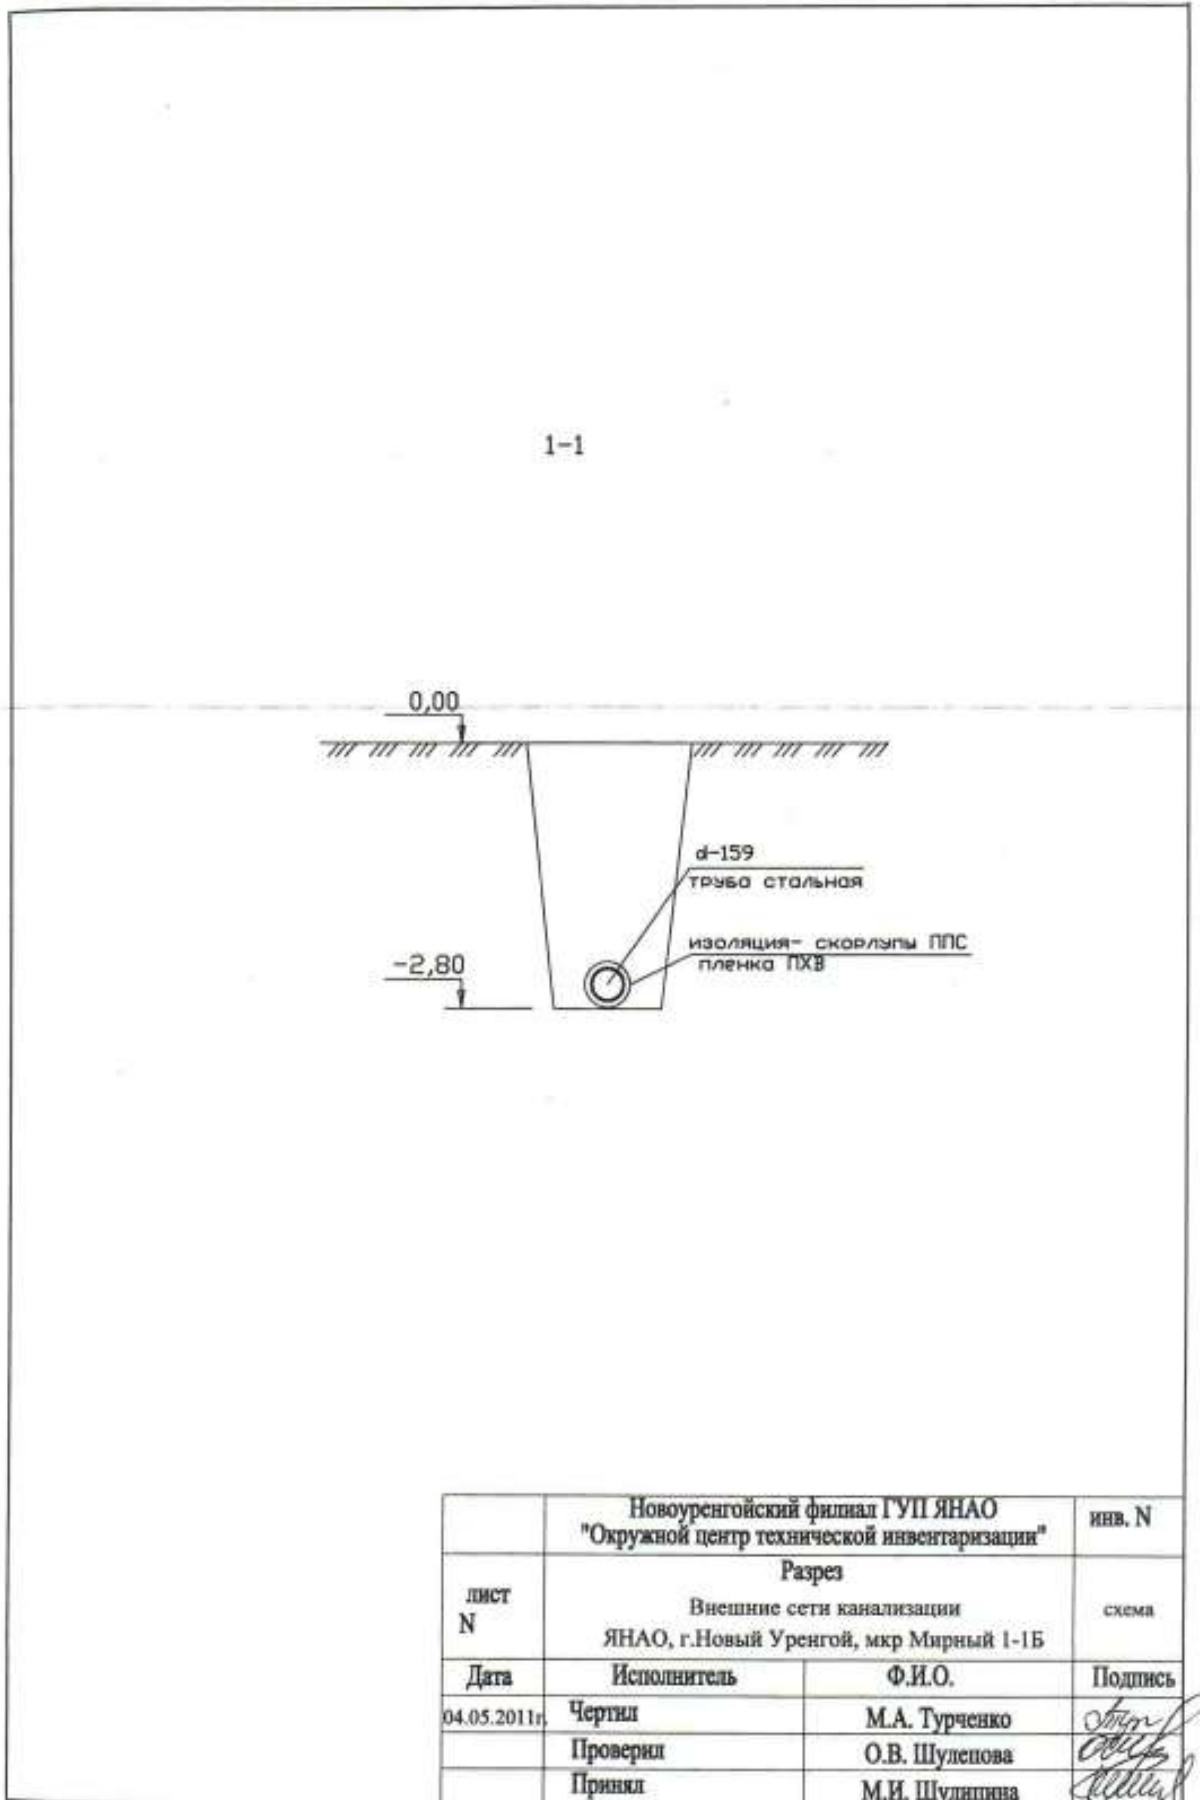 1-1
0,00
d-159
труба стальная
изоляция- скорлупы ППС
пленка ПХВ
-2,80
Новоуренгойский филиал ГУП ЯНАО
"Окружной центр технической инвентаризации"
инв. N
лист
N
Разрез
Внешние сети канализации
ЯНАО, г.Новый Уренгой, мкр Мирный 1-1Б
схема
Дата Исполнитель Ф.И.О. Подпись
04.05.2011г. Чертил М.А. Турченко
Проверил О.В. Шулепова
Принял М.И. Шулипина